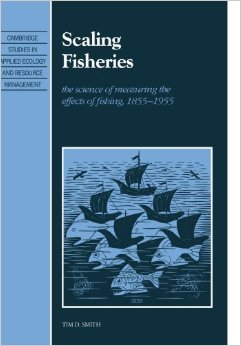 CAMBRIDGE
STUDIES IN
APPLIED ECOLOGY
AND RESOURCE
MANAGEMENT
Scaling
Fisheries
the science of measuring the
effects of fishing, 1855–1955
TIM D. SMITH